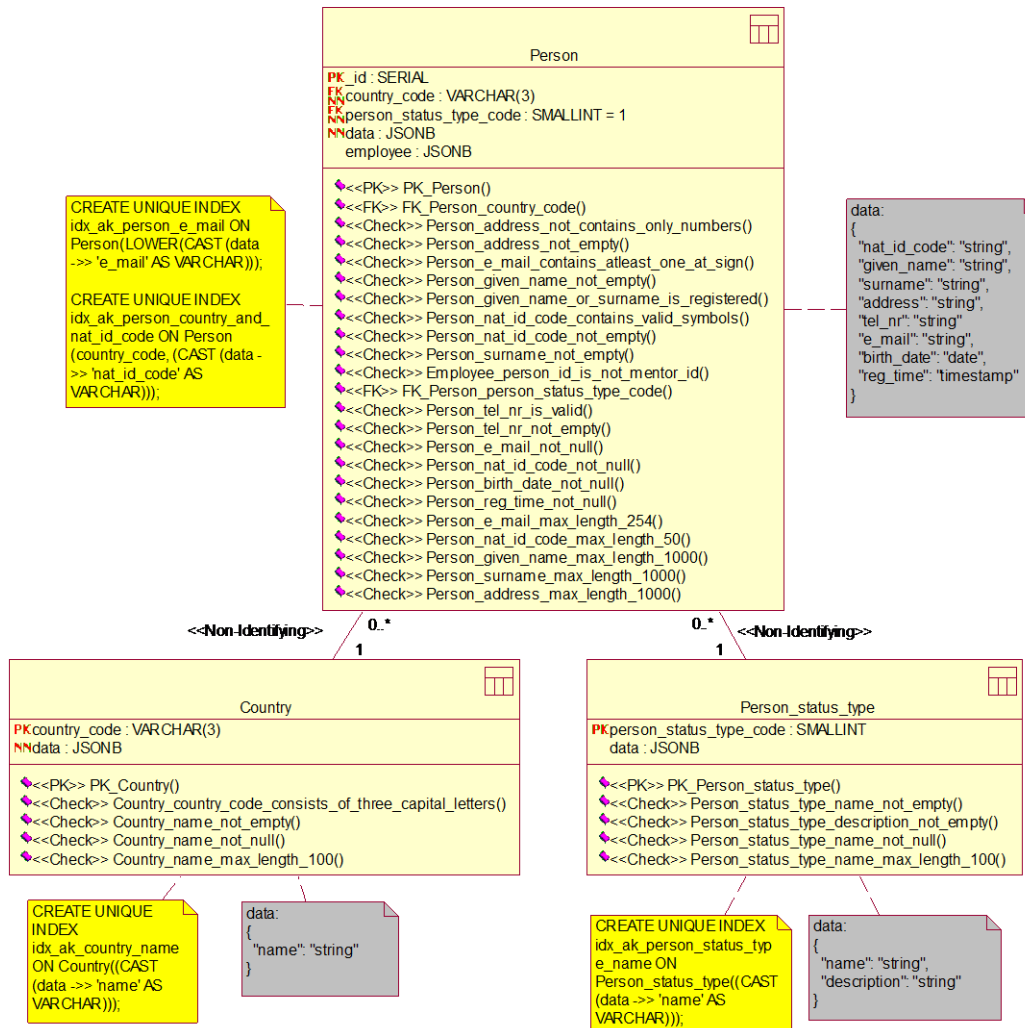 Person
PK _id : SERIAL
FK NN country_code : VARCHAR(3)
FK NN person_status_type_code : SMALLINT = 1
NN data : JSONB
employee : JSONB
<<PK>> PK_Person()
<<FK>> FK_Person_country_code()
<<Check>> Person_address_not_contains_only_numbers()
<<Check>> Person_address_not_empty()
<<Check>> Person_e_mail_contains_atleast_one_at_sign()
<<Check>> Person_given_name_not_empty()
<<Check>> Person_given_name_or_surname_is_registered()
<<Check>> Person_nat_id_code_contains_valid_symbols()
<<Check>> Person_nat_id_code_not_empty()
<<Check>> Person_surname_not_empty()
<<Check>> Employee_person_id_is_not_mentor_id()
<<FK>> FK_Person_person_status_type_code()
<<Check>> Person_tel_nr_is_valid()
<<Check>> Person_tel_nr_not_empty()
<<Check>> Person_e_mail_not_null()
<<Check>> Person_nat_id_code_not_null()
<<Check>> Person_birth_date_not_null()
<<Check>> Person_reg_time_not_null()
<<Check>> Person_e_mail_max_length_254()
<<Check>> Person_nat_id_code_max_length_50()
<<Check>> Person_given_name_max_length_1000()
<<Check>> Person_surname_max_length_1000()
<<Check>> Person_address_max_length_1000()
CREATE UNIQUE INDEX
idx_ak_person_e_mail ON
Person(LOWER(CAST (data
->> 'e_mail' AS VARCHAR)));
CREATE UNIQUE INDEX
idx_ak_person_country_and_
nat_id_code ON Person
(country_code, (CAST (data -
>> 'nat_id_code' AS
VARCHAR)));
data:
{
"nat_id_code": "string",
"given_name": "string",
"surname": "string",
"address": "string",
"tel_nr": "string"
"e_mail": "string",
"birth_date": "date",
"reg_time": "timestamp"
}
<<Non-Identifying>>
0..*
1
0..*
<<Non-Identifying>>
1
Country
PK country_code : VARCHAR(3)
NN data : JSONB
<<PK>> PK_Country()
<<Check>> Country_country_code_consists_of_three_capital_letters()
<<Check>> Country_name_not_empty()
<<Check>> Country_name_not_null()
<<Check>> Country_name_max_length_100()
Person_status_type
PK person_status_type_code : SMALLINT
data : JSONB
<<PK>> PK_Person_status_type()
<<Check>> Person_status_type_name_not_empty()
<<Check>> Person_status_type_description_not_empty()
<<Check>> Person_status_type_name_not_null()
<<Check>> Person_status_type_name_max_length_100()
CREATE UNIQUE
INDEX
idx_ak_country_name
ON Country((CAST
(data ->> 'name' AS
VARCHAR)));
data:
{
"name": "string"
}
CREATE UNIQUE INDEX
idx_ak_person_status_typ
e_name ON
Person_status_type((CAST
(data ->> 'name' AS
VARCHAR)));
data:
{
"name": "string",
"description": "string"
}